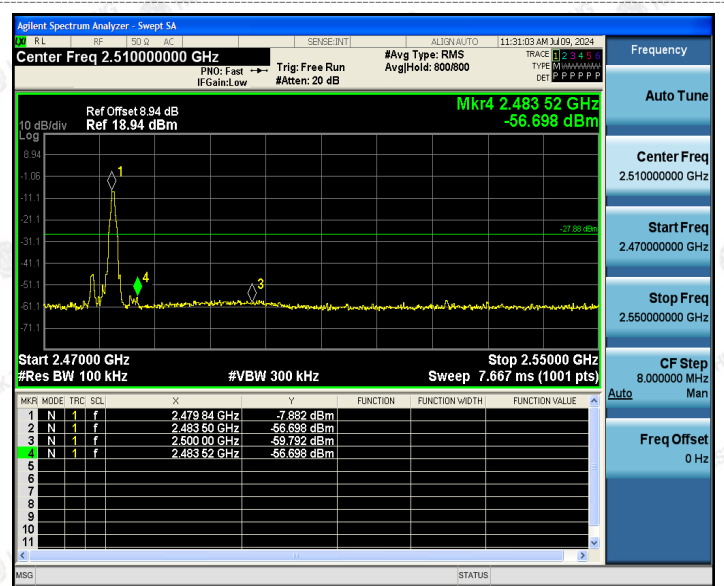 Agilent Spectrum Analyzer - Swept SA
LXI RL RF 50 Ω AC SENSE:INT ALIGN AUTO 11:31:03 AM Jul 09, 2024
Center Freq 2.510000000 GHz
PNO: Fast
IFGain:Low
Trig: Free Run
#Atten: 20 dB
#Avg Type: RMS
Avg|Hold: 800/800
TRACE 1 2 3 4 5 6
TYPE M W W W W W
DET P P P P P P
Frequency
Auto Tune
Center Freq
2.510000000 GHz
Start Freq
2.470000000 GHz
Stop Freq
2.550000000 GHz
CF Step
8.000000 MHz
Auto Man
Freq Offset
0 Hz
Mkr4 2.483 52 GHz
-56.698 dBm
Ref Offset 8.94 dB
10 dB/div Ref 18.94 dBm
Log
8.94
-1.06
-11.1
-21.1
-31.1
-41.1
-51.1
-61.1
-71.1
1
4
3
-27.88 dBm
Start 2.47000 GHz Stop 2.55000 GHz
#Res BW 100 kHz #VBW 300 kHz Sweep 7.667 ms (1001 pts)
MKR MODE TRC SCL X Y FUNCTION FUNCTION WIDTH FUNCTION VALUE
1 N 1 f 2.479 84 GHz -7.882 dBm
2 N 1 f 2.483 50 GHz -56.698 dBm
3 N 1 f 2.500 00 GHz -59.792 dBm
4 N 1 f 2.483 52 GHz -56.698 dBm
5
6
7
8
9
10
11
MSG STATUS